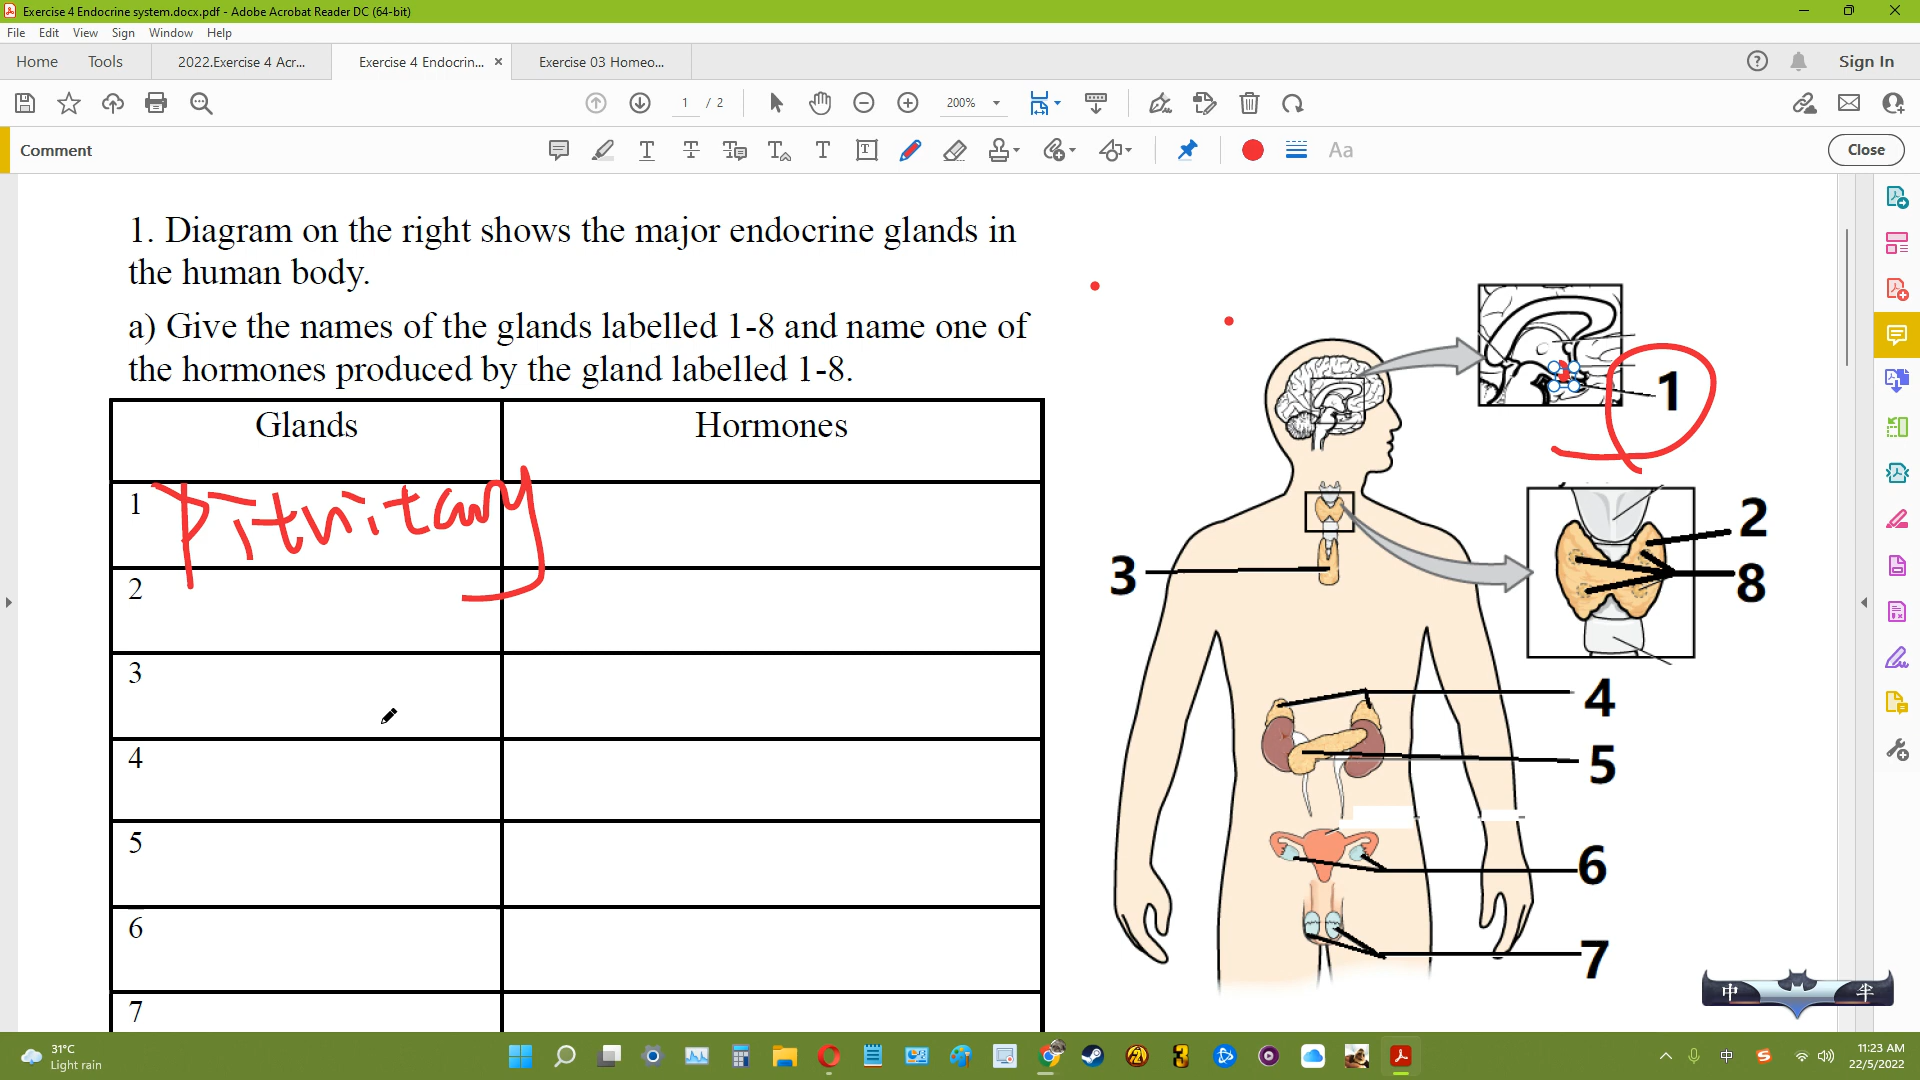 Exercise 4 Endocrine system.docx.pdf - Adobe Acrobat Reader DC (64-bit)
File Edit View Sign Window Help
Home Tools 2022.Exercise 4 Acr... Exercise 4 Endocrin... × Exercise 03 Homeo... Sign In
1 / 2 200%
Comment Aa Close
1. Diagram on the right shows the major endocrine glands in
the human body.
a) Give the names of the glands labelled 1-8 and name one of
the hormones produced by the gland labelled 1-8.
Glands Hormones
1 Pituitary
2
3
4
5
6
7
1
2
8
3
4
5
6
7
中
31°C
Light rain
中
11:23 AM
22/5/2022